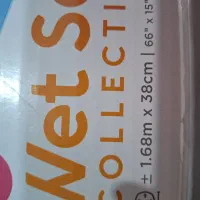 Wet S
COLLECTI
± 1.68m x 38cm | 66" x 15"